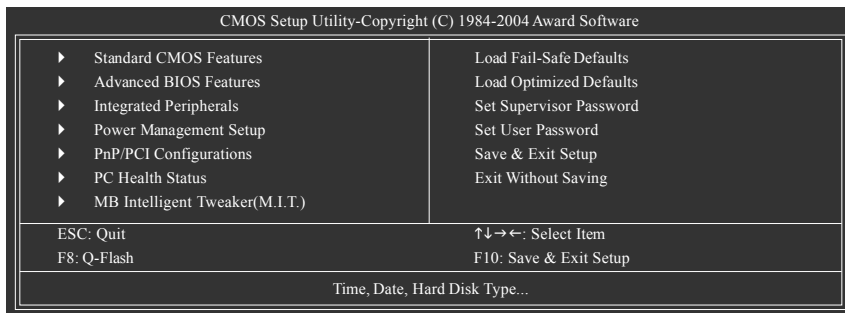 CMOS Setup Utility-Copyright (C) 1984-2004 Award Software
Standard CMOS Features
Advanced BIOS Features
Integrated Peripherals
Power Management Setup
PnP/PCI Configurations
PC Health Status
MB Intelligent Tweaker(M.I.T.)
Load Fail-Safe Defaults
Load Optimized Defaults
Set Supervisor Password
Set User Password
Save & Exit Setup
Exit Without Saving
ESC: Quit
↑↓→←: Select Item
F8: Q-Flash
F10: Save & Exit Setup
Time, Date, Hard Disk Type...